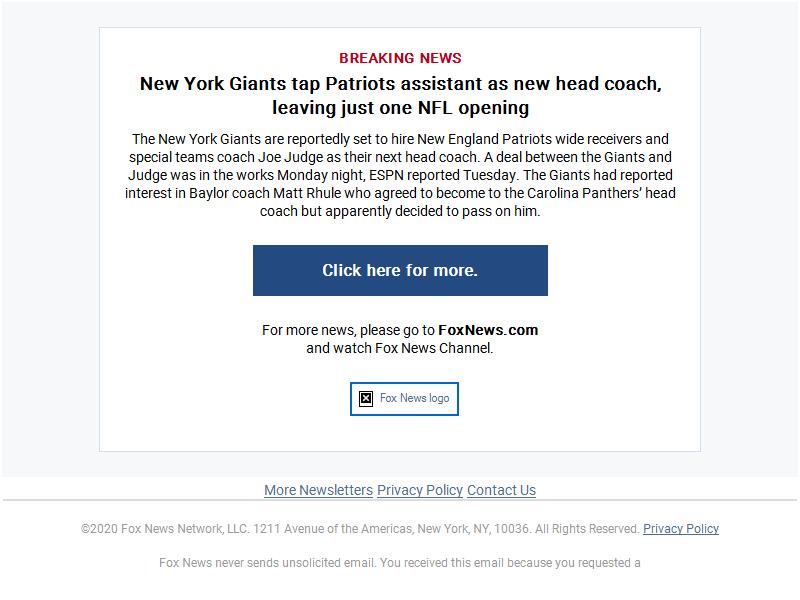 BREAKING NEWS
New York Giants tap Patriots assistant as new head coach,
leaving just one NFL opening
The New York Giants are reportedly set to hire New England Patriots wide receivers and
special teams coach Joe Judge as their next head coach. A deal between the Giants and
Judge was in the works Monday night, ESPN reported Tuesday. The Giants had reported
interest in Baylor coach Matt Rhule who agreed to become to the Carolina Panthers’ head
coach but apparently decided to pass on him.
Click here for more.
For more news, please go to FoxNews.com
and watch Fox News Channel.
Fox News logo
More Newsletters Privacy Policy Contact Us
©2020 Fox News Network, LLC. 1211 Avenue of the Americas, New York, NY, 10036. All Rights Reserved. Privacy Policy
Fox News never sends unsolicited email. You received this email because you requested a